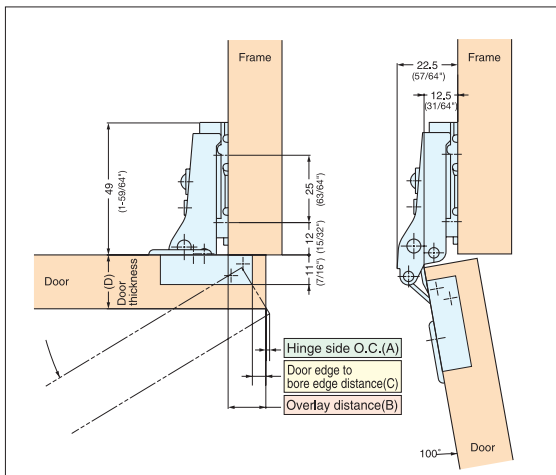 Frame
49
(1-59/64")
25
(63/64")
12
(15/32")
11
(7/16")
Door
(D)
Door
thickness
Hinge side O.C.(A)
Door edge to
bore edge distance(C)
Overlay distance(B)
22.5
(57/64")
12.5
(31/64")
Frame
100°
Door